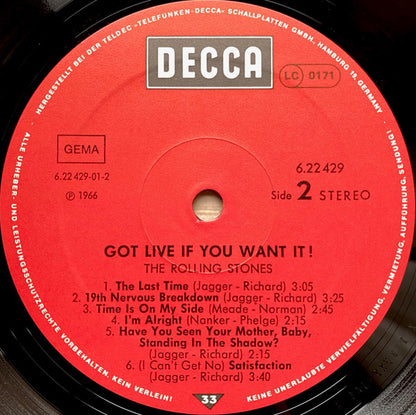 HERGESTELLT BEI DER TELDEC »TELEFUNKEN-DECCA« SCHALLPLATTEN GMBH, HAMBURG 19, GERMANY
DECCA
LC 0171
GEMA
6.22 429-01-2
℗ 1966
6.22 429
Side 2 STEREO
GOT LIVE IF YOU WANT IT!
THE ROLLING STONES
1. The Last Time (Jagger - Richard) 3:05
2. 19th Nervous Breakdown (Jagger - Richard) 3:25
3. Time Is On My Side (Meade - Norman) 2:45
4. I'm Alright (Nanker - Phelge) 2:15
5. Have You Seen Your Mother, Baby,
Standing In The Shadow?
(Jagger - Richard) 2:15
6. (I Can't Get No) Satisfaction
(Jagger - Richard) 3:40
ALLE URHEBER- UND LEISTUNGSSCHUTZRECHTE VORBEHALTEN. KEIN VERLEIH!
33
KEINE UNERLAUBTE VERVIELFÄLTIGUNG, VERMIETUNG, AUFFÜHRUNG, SENDUNG!